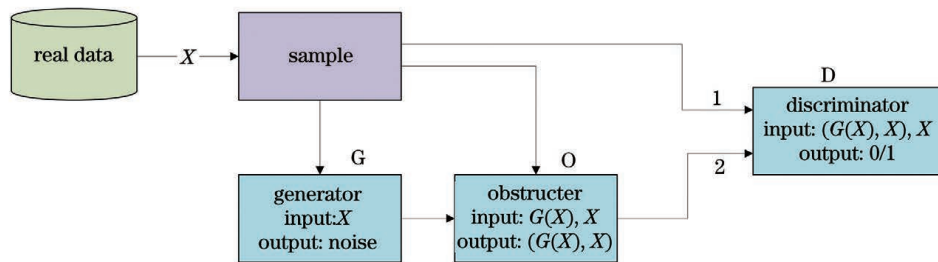 real data
X
sample
D
1
discriminator
input: (G(X), X), X
output: 0/1
2
G
O
generator
input:X
output: noise
obstructer
input: G(X), X
output: (G(X), X)